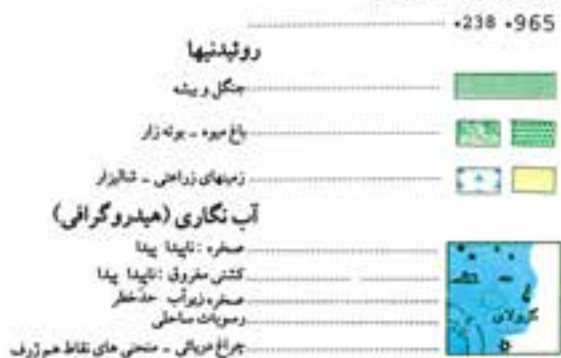 •238 •965
روئیدنیها
جنگل و بیشه
باغ میوه - بوته زار
زمینهای زراعتی - شالیزار
آب نگاری (هیدروگرافی)
صخره : ناپیدا پیدا
کشتی مغروق : ناپیدا پیدا
صخره زیرآب حدخطر
رسوبات ساحلی
چراغ دریائی - منحنی های نقاط هم ژرف